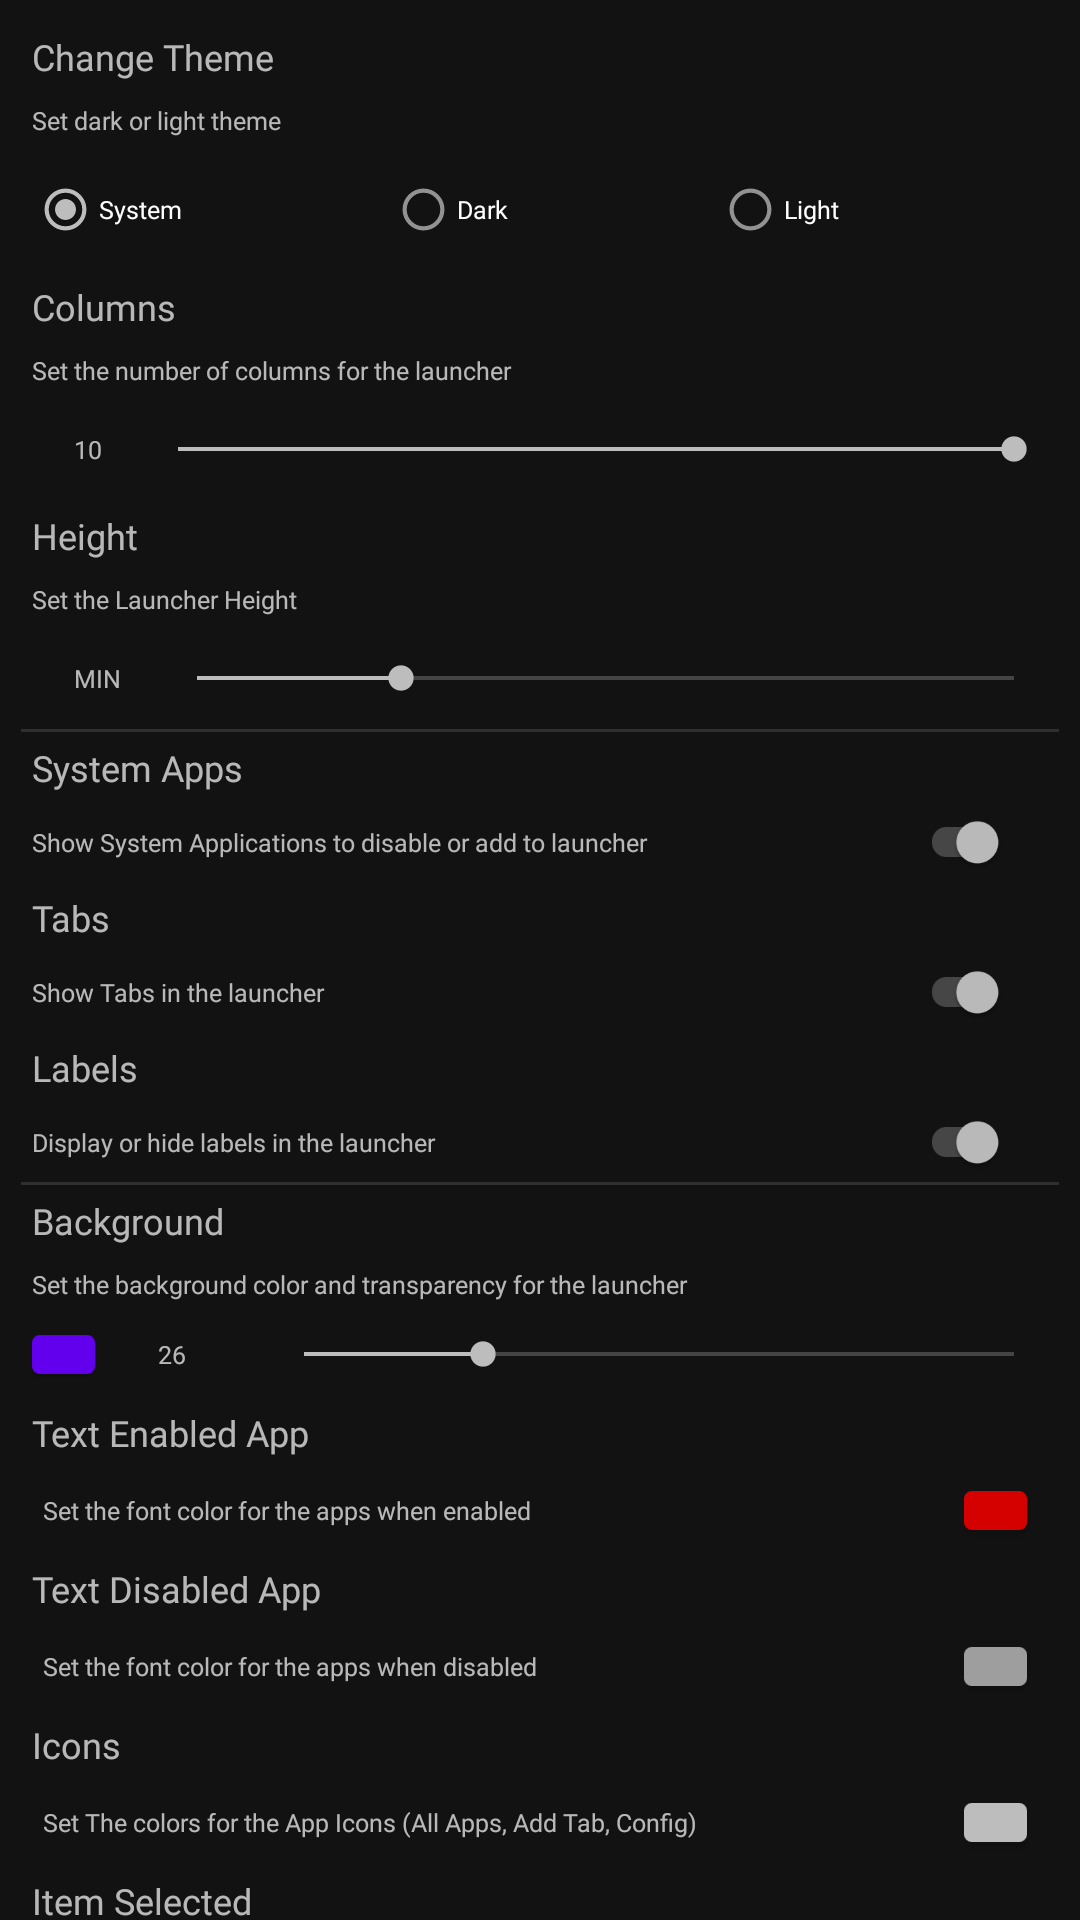 Change Theme
Set dark or light theme
System Dark Light
Columns
Set the number of columns for the launcher
10
Height
Set the Launcher Height
MIN
System Apps
Show System Applications to disable or add to launcher
Tabs
Show Tabs in the launcher
Labels
Display or hide labels in the launcher
Background
Set the background color and transparency for the launcher
26
Text Enabled App
Set the font color for the apps when enabled
Text Disabled App
Set the font color for the apps when disabled
Icons
Set The colors for the App Icons (All Apps, Add Tab, Config)
Item Selected